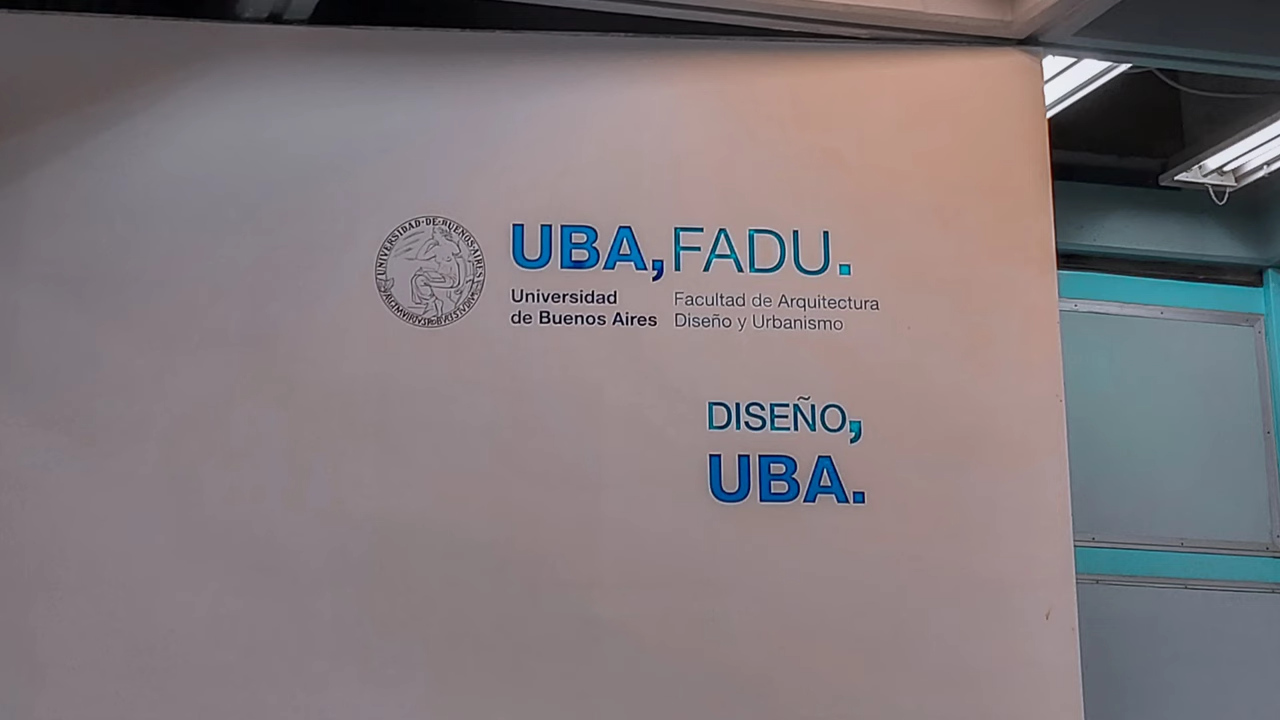 UNIVERSIDAD·DE·BUENOS·AIRES
UBA,FADU.
Universidad
de Buenos Aires
Facultad de Arquitectura
Diseño y Urbanismo
DISEÑO,
UBA.